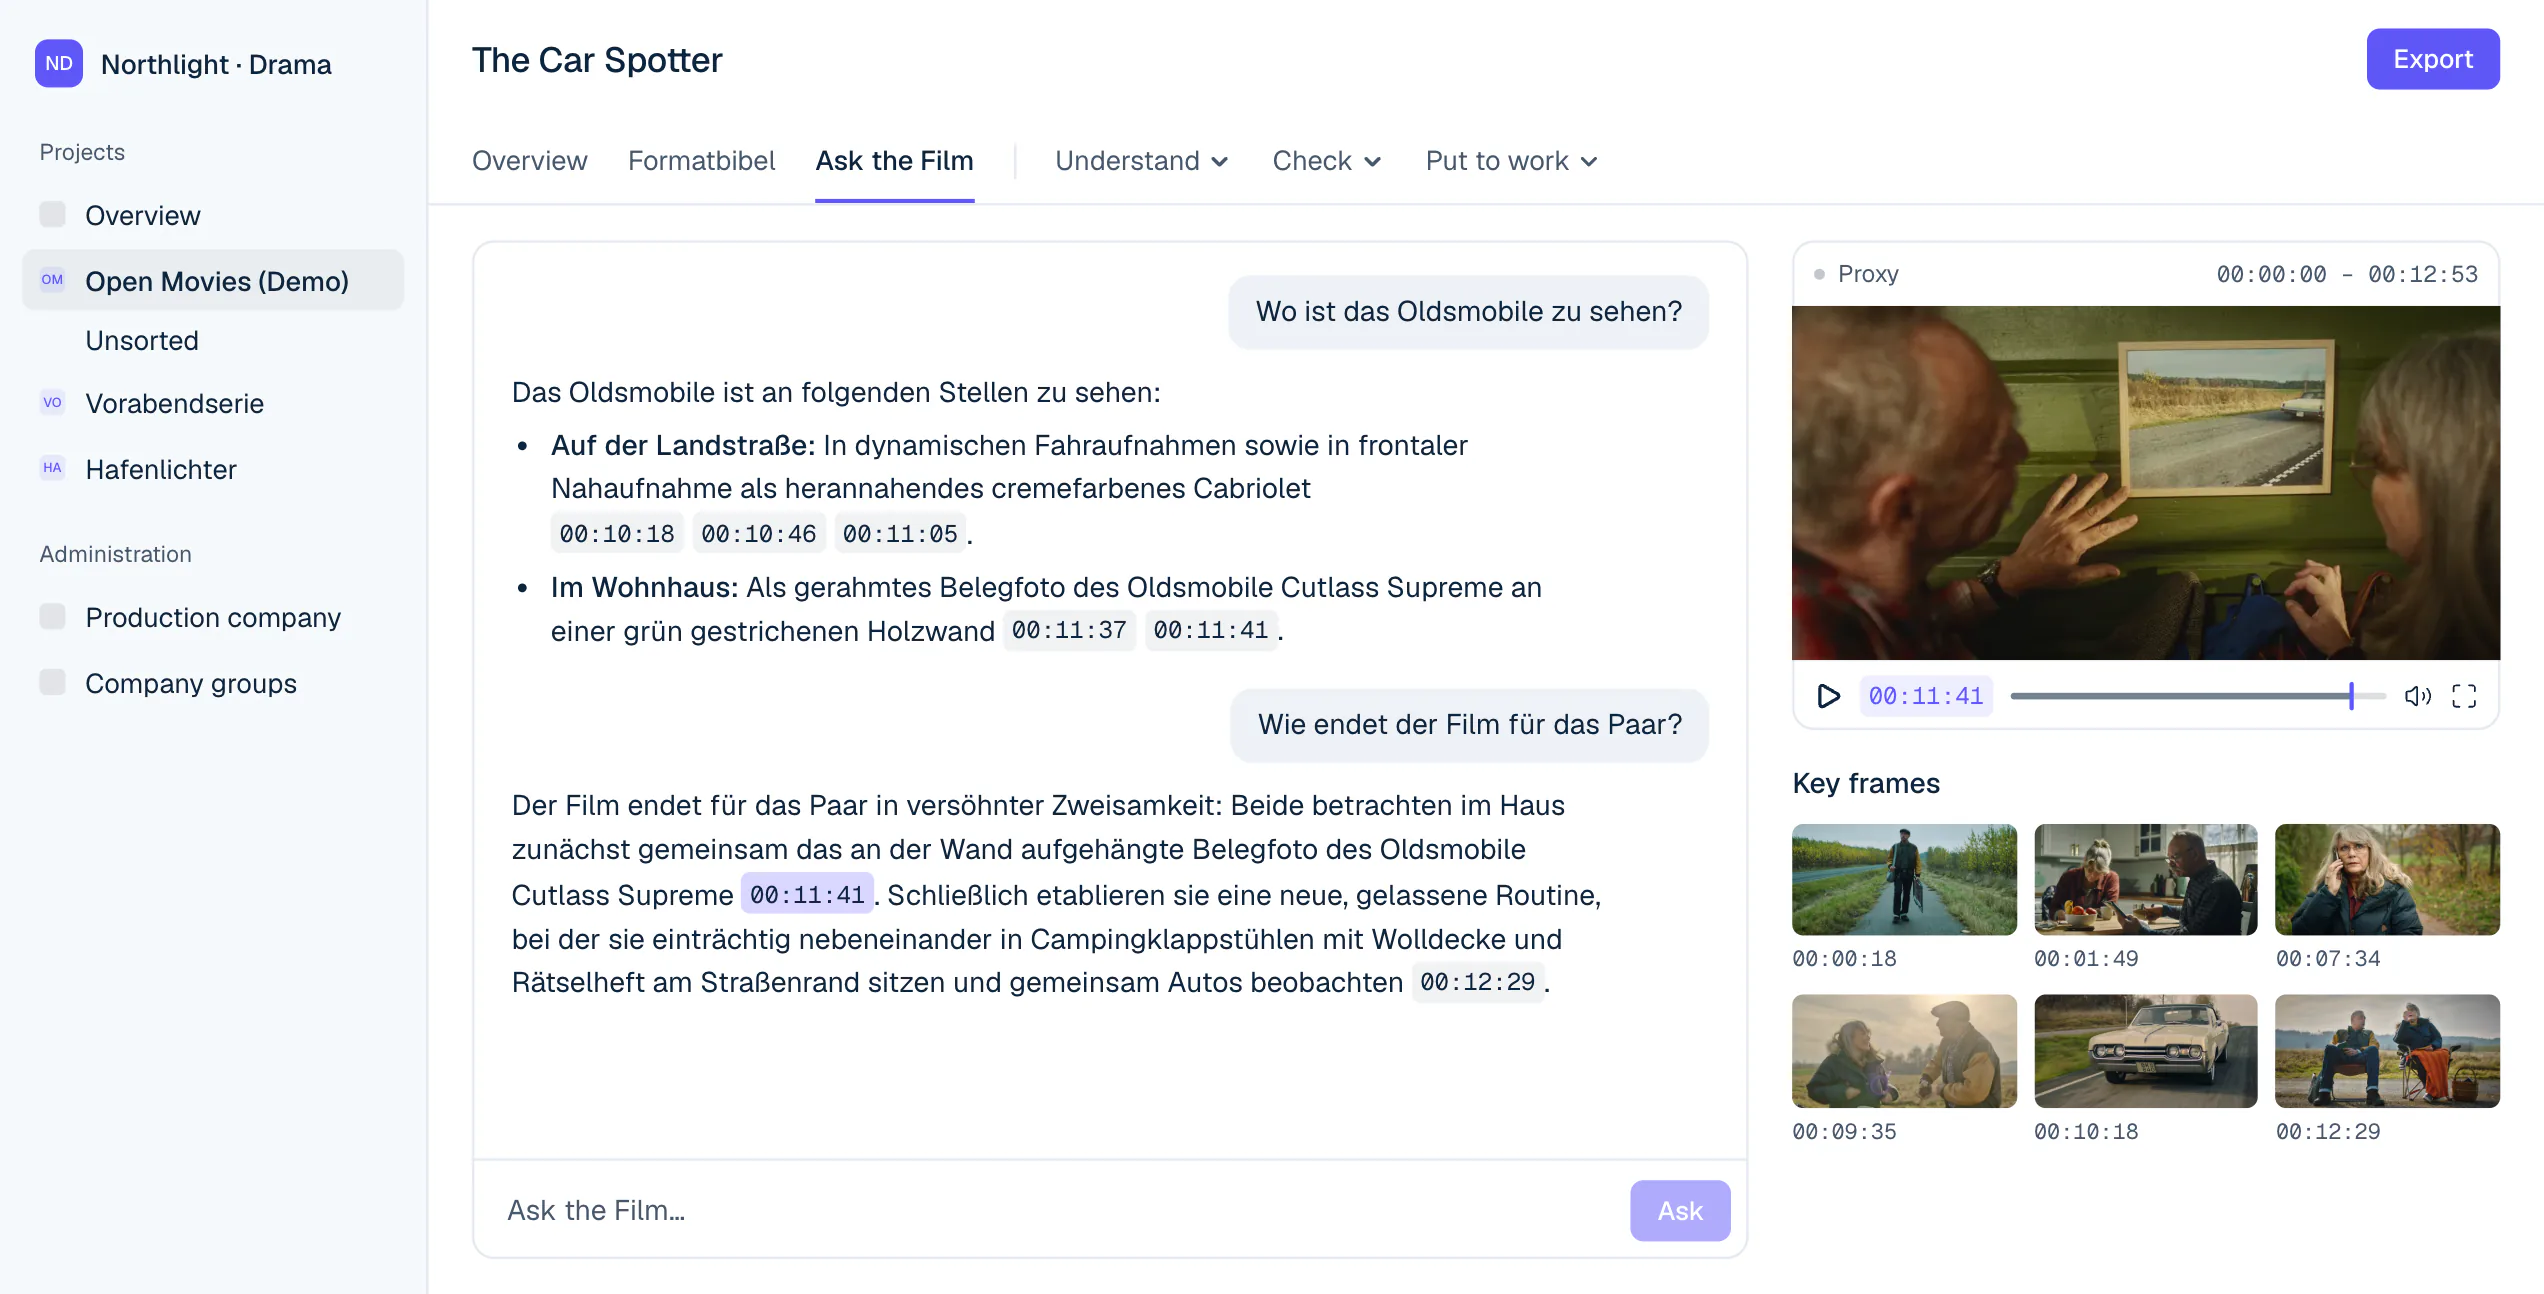 ND
Northlight · Drama
Projects
Overview
OM
Open Movies (Demo)
Unsorted
VO
Vorabendserie
HA
Hafenlichter
Administration
Production company
Company groups
The Car Spotter
Export
Overview
Formatbibel
Ask the Film
Understand
Check
Put to work
Wo ist das Oldsmobile zu sehen?
Das Oldsmobile ist an folgenden Stellen zu sehen:
• Auf der Landstraße: In dynamischen Fahraufnahmen sowie in frontaler
Nahaufnahme als herannahendes cremefarbenes Cabriolet
00:10:18 00:10:46 00:11:05.
• Im Wohnhaus: Als gerahmtes Belegfoto des Oldsmobile Cutlass Supreme an
einer grün gestrichenen Holzwand 00:11:37 00:11:41.
Wie endet der Film für das Paar?
Der Film endet für das Paar in versöhnter Zweisamkeit: Beide betrachten im Haus
zunächst gemeinsam das an der Wand aufgehängte Belegfoto des Oldsmobile
Cutlass Supreme 00:11:41. Schließlich etablieren sie eine neue, gelassene Routine,
bei der sie einträchtig nebeneinander in Campingklappstühlen mit Wolldecke und
Rätselheft am Straßenrand sitzen und gemeinsam Autos beobachten 00:12:29.
Ask the Film…
Ask
Proxy
00:00:00 – 00:12:53
00:11:41
Key frames
00:00:18
00:01:49
00:07:34
00:09:35
00:10:18
00:12:29